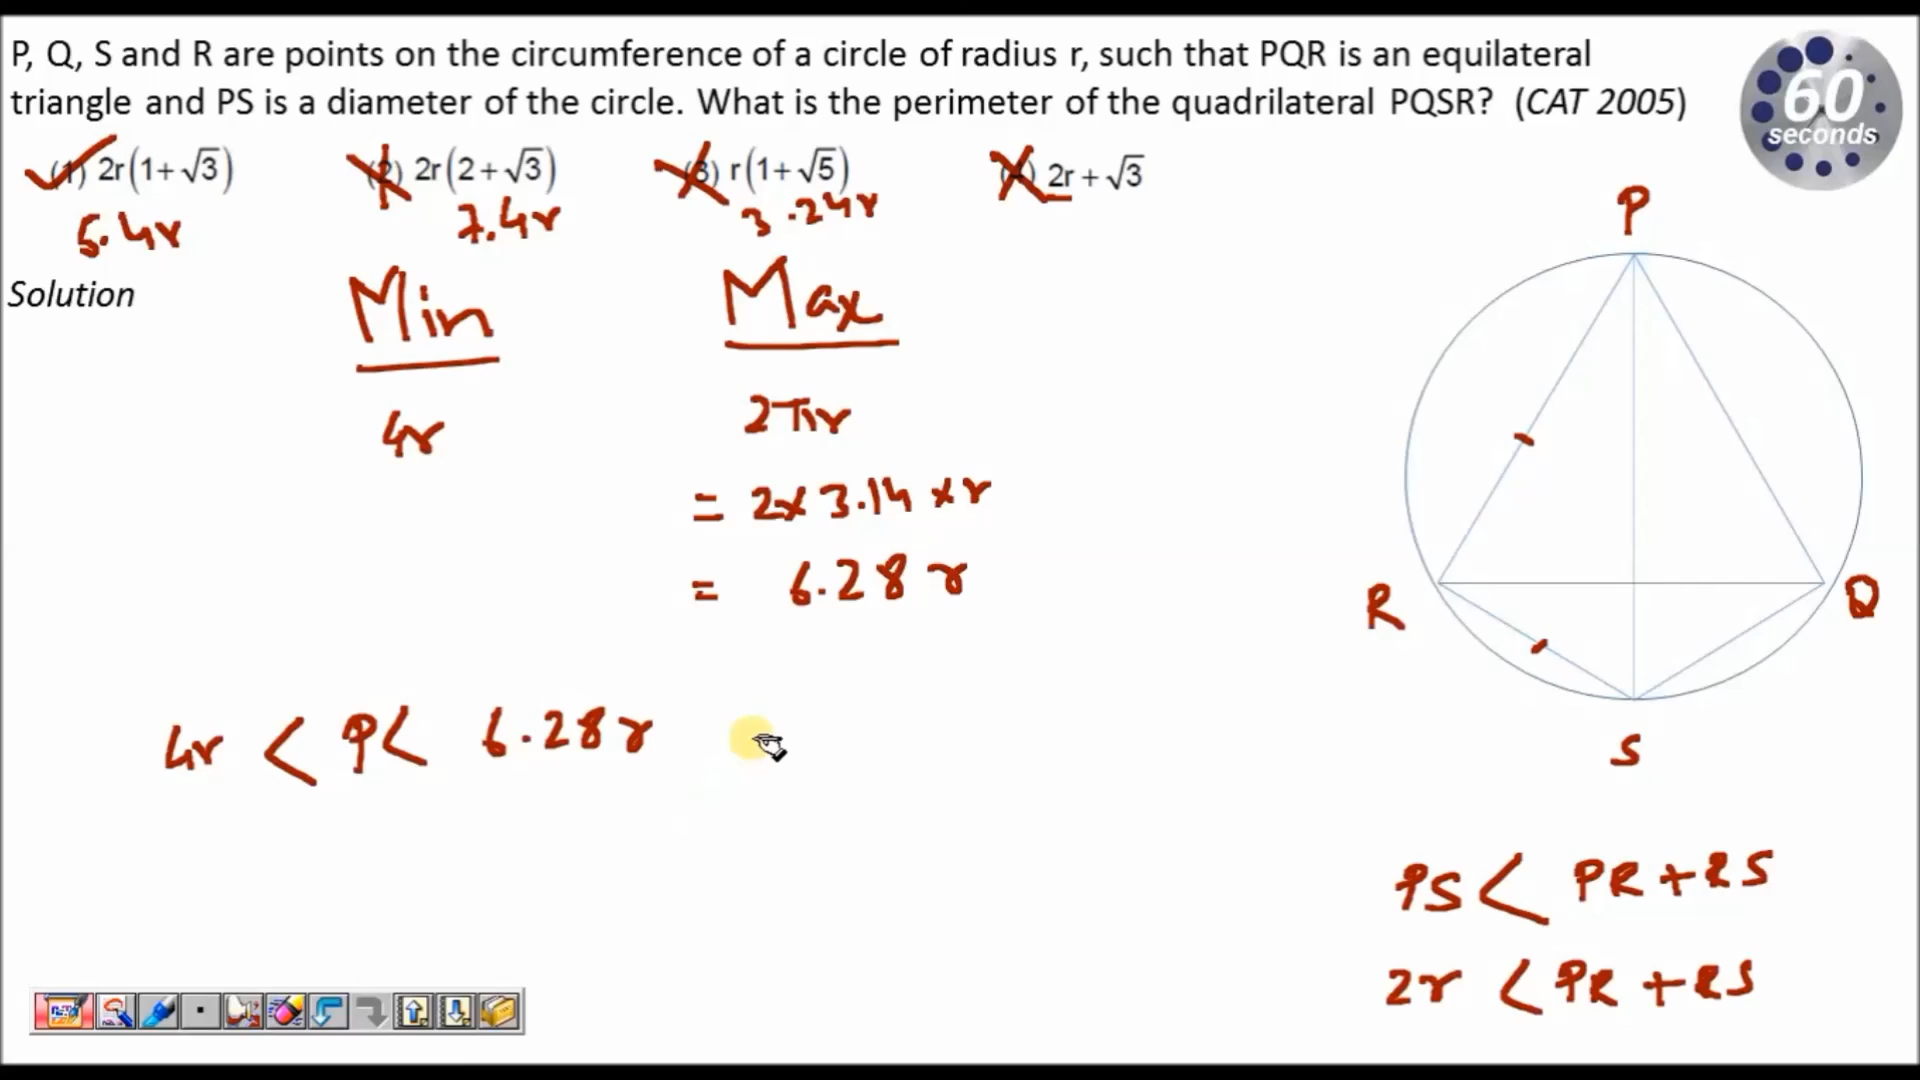 P, Q, S and R are points on the circumference of a circle of radius r, such that PQR is an equilateral
triangle and PS is a diameter of the circle. What is the perimeter of the quadrilateral PQSR? (CAT 2005)
60
seconds
(1) 2r(1+√3) (2) 2r(2+√3) (3) r(1+√5) (4) 2r+√3
5.4r 7.4r 3.24r
Solution
Min Max
4r 2πr
= 2x 3.14 x r
= 6.28 r
P
R Q
S
4r < P < 6.28 r
PS < PR + RS
2r < PR + RS